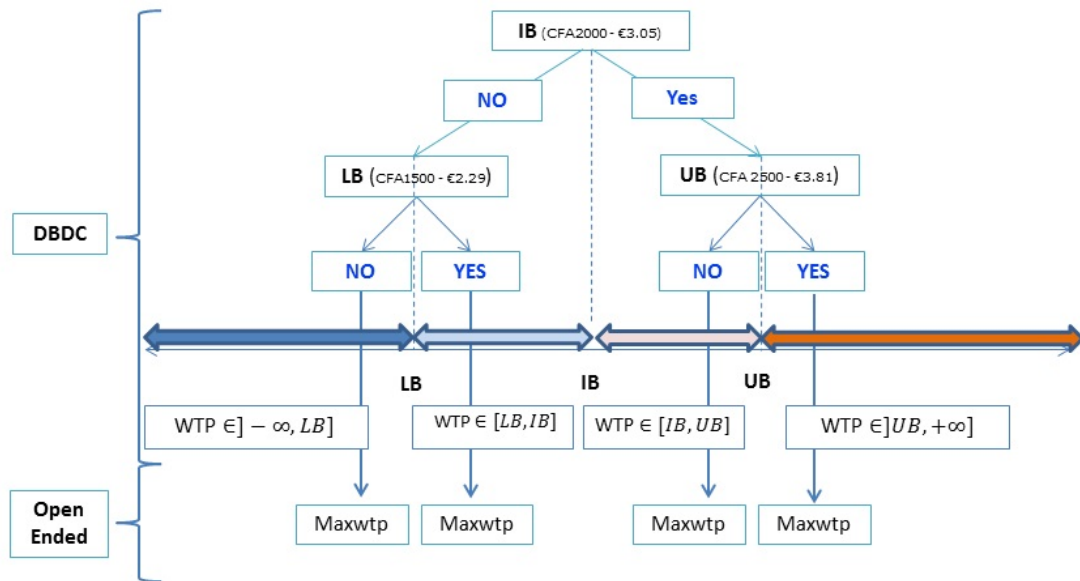 IB (CFA2000 - €3.05)
NO
Yes
LB (CFA1500 - €2.29)
UB (CFA 2500 - €3.81)
DBDC
NO
YES
NO
YES
LB
IB
UB
WTP ∈] − ∞, LB]
WTP ∈ [LB, IB]
WTP ∈ [IB, UB]
WTP ∈]UB, +∞]
Open
Ended
Maxwtp
Maxwtp
Maxwtp
Maxwtp